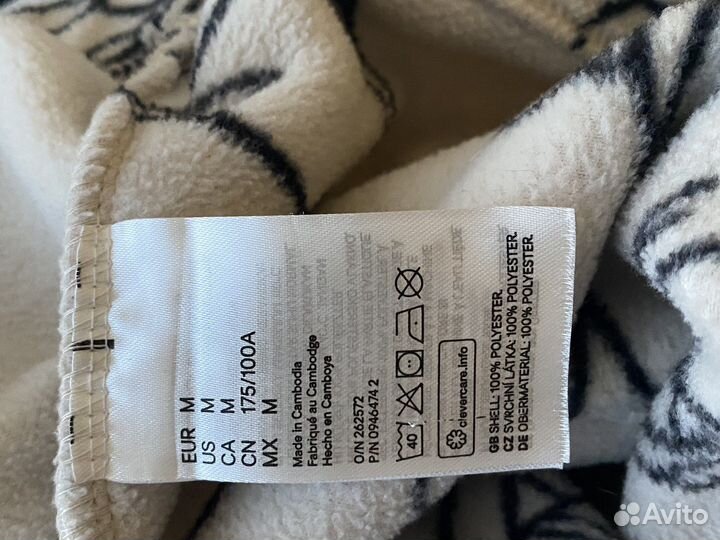 EUR M
US M
CA M
CN 175/100A
MX M
Made in Cambodia
Fabriqué au Cambodge
Hecho en Camboya
O/N 262572
P/N 0946474 2
40
clevercare.info
GB SHELL: 100% POLYESTER.
CZ SVRCHNÍ LÁTKA: 100% POLYESTER.
DE OBERMATERIAL: 100% POLYESTER.
Avito